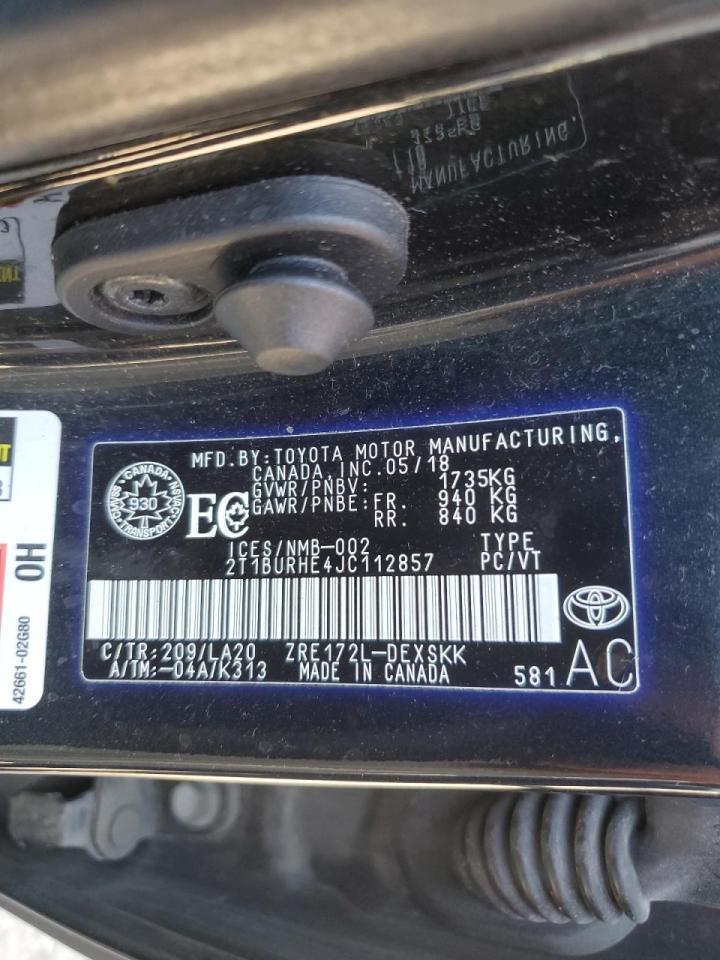 MANUFACTURING,
MFD.BY:TOYOTA MOTOR MANUFACTURING,
CANADA, INC.05/18
GVWR/PNBV: 1735KG
GAWR/PNBE: FR. 940 KG
RR. 840 KG
CANADA
930
TRANSPORT
EC
ICES/NMB-002 TYPE
2T1BURHE4JC112857 PC/VT
C/TR:209/LA20 ZRE172L-DEXSKK
A/TM:-04A/K313 MADE IN CANADA
581 AC
OH
42661-02G80